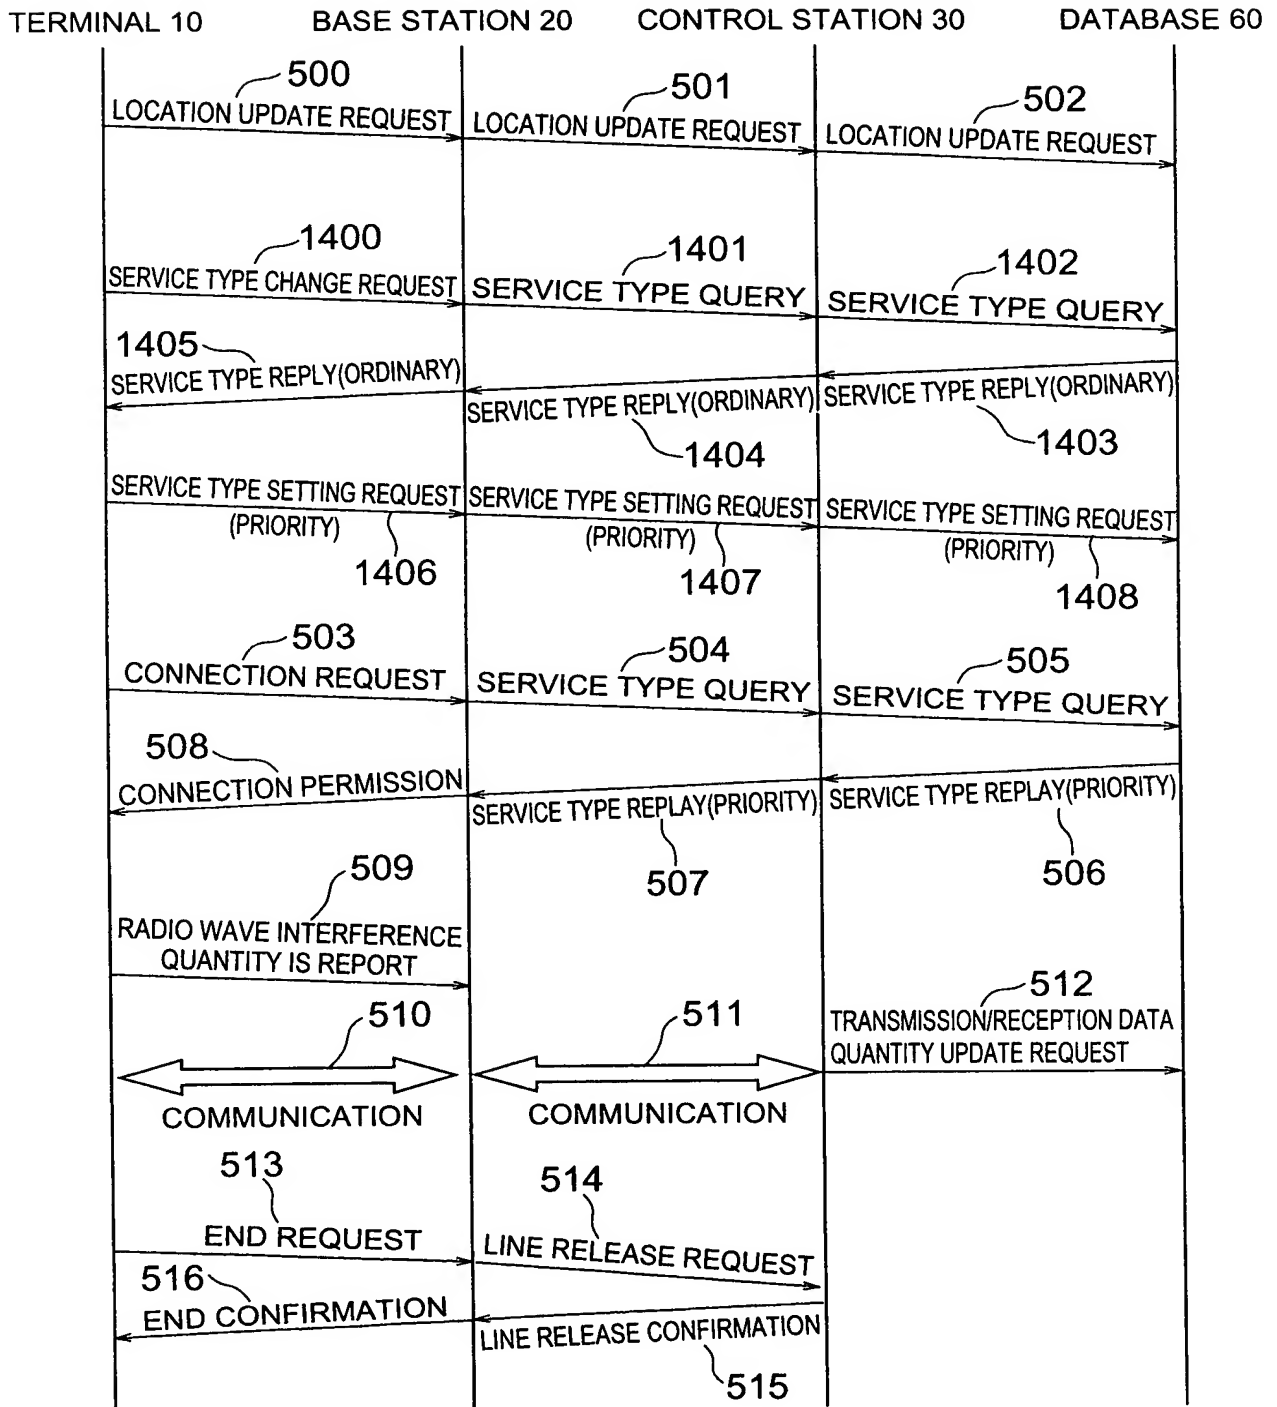 TERMINAL 10 BASE STATION 20 CONTROL STATION 30 DATABASE 60
500 501 502
LOCATION UPDATE REQUEST LOCATION UPDATE REQUEST LOCATION UPDATE REQUEST
1400 1401 1402
SERVICE TYPE CHANGE REQUEST SERVICE TYPE QUERY SERVICE TYPE QUERY
1405
SERVICE TYPE REPLY(ORDINARY) SERVICE TYPE REPLY(ORDINARY) SERVICE TYPE REPLY(ORDINARY)
1404 1403
SERVICE TYPE SETTING REQUEST SERVICE TYPE SETTING REQUEST SERVICE TYPE SETTING REQUEST
(PRIORITY) (PRIORITY) (PRIORITY)
1406 1407 1408
503 504 505
CONNECTION REQUEST SERVICE TYPE QUERY SERVICE TYPE QUERY
508
CONNECTION PERMISSION SERVICE TYPE REPLAY(PRIORITY) SERVICE TYPE REPLAY(PRIORITY)
507 506
509
RADIO WAVE INTERFERENCE
QUANTITY IS REPORT
510 511 512
TRANSMISSION/RECEPTION DATA
QUANTITY UPDATE REQUEST
COMMUNICATION COMMUNICATION
513 514
END REQUEST LINE RELEASE REQUEST
516
END CONFIRMATION LINE RELEASE CONFIRMATION
515